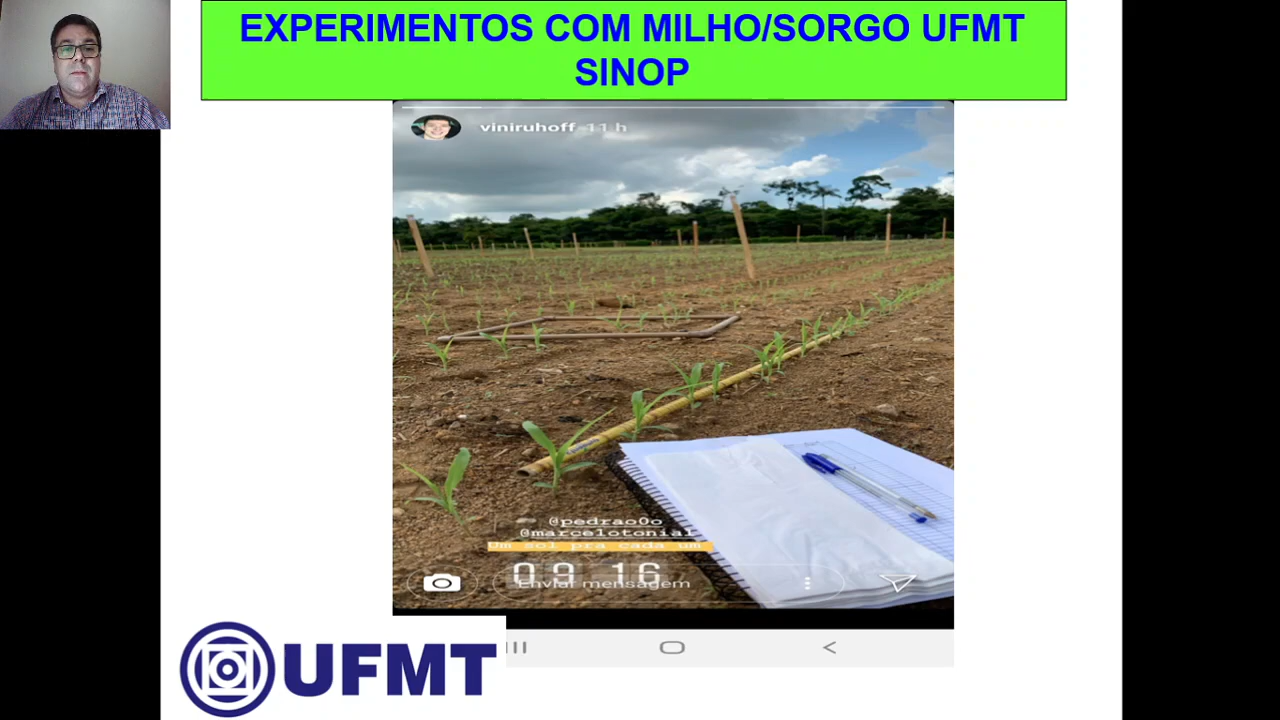 EXPERIMENTOS COM MILHO/SORGO UFMT
SINOP
viniruhoff 11 h
@pedrao0o
@marcelotonial
Um sol pra cada um
09 16
Enviar mensagem
UFMT